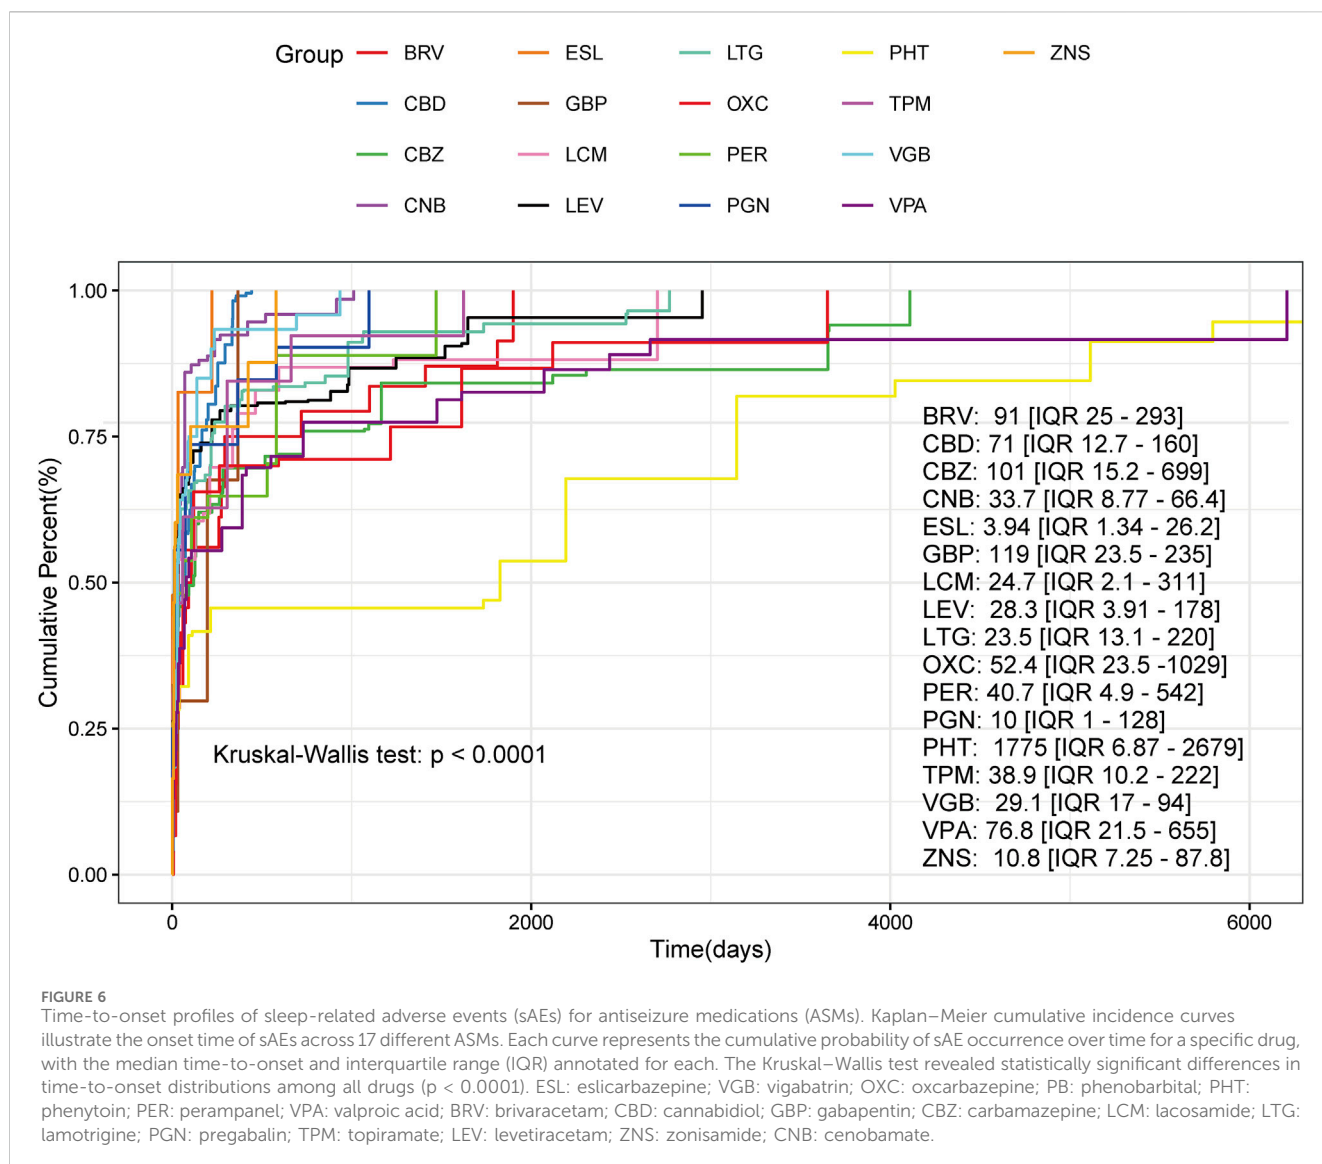 Group BRV ESL LTG PHT ZNS
CBD GBP OXC TPM
CBZ LCM PER VGB
CNB LEV PGN VPA
Cumulative Percent(%)
1.00
0.75
0.50
0.25
0.00
Kruskal-Wallis test: p < 0.0001
BRV: 91 [IQR 25 - 293]
CBD: 71 [IQR 12.7 - 160]
CBZ: 101 [IQR 15.2 - 699]
CNB: 33.7 [IQR 8.77 - 66.4]
ESL: 3.94 [IQR 1.34 - 26.2]
GBP: 119 [IQR 23.5 - 235]
LCM: 24.7 [IQR 2.1 - 311]
LEV: 28.3 [IQR 3.91 - 178]
LTG: 23.5 [IQR 13.1 - 220]
OXC: 52.4 [IQR 23.5 -1029]
PER: 40.7 [IQR 4.9 - 542]
PGN: 10 [IQR 1 - 128]
PHT: 1775 [IQR 6.87 - 2679]
TPM: 38.9 [IQR 10.2 - 222]
VGB: 29.1 [IQR 17 - 94]
VPA: 76.8 [IQR 21.5 - 655]
ZNS: 10.8 [IQR 7.25 - 87.8]
0 2000 4000 6000
Time(days)
FIGURE 6
Time-to-onset profiles of sleep-related adverse events (sAEs) for antiseizure medications (ASMs). Kaplan–Meier cumulative incidence curves
illustrate the onset time of sAEs across 17 different ASMs. Each curve represents the cumulative probability of sAE occurrence over time for a specific drug,
with the median time-to-onset and interquartile range (IQR) annotated for each. The Kruskal–Wallis test revealed statistically significant differences in
time-to-onset distributions among all drugs (p < 0.0001). ESL: eslicarbazepine; VGB: vigabatrin; OXC: oxcarbazepine; PB: phenobarbital; PHT:
phenytoin; PER: perampanel; VPA: valproic acid; BRV: brivaracetam; CBD: cannabidiol; GBP: gabapentin; CBZ: carbamazepine; LCM: lacosamide; LTG:
lamotrigine; PGN: pregabalin; TPM: topiramate; LEV: levetiracetam; ZNS: zonisamide; CNB: cenobamate.